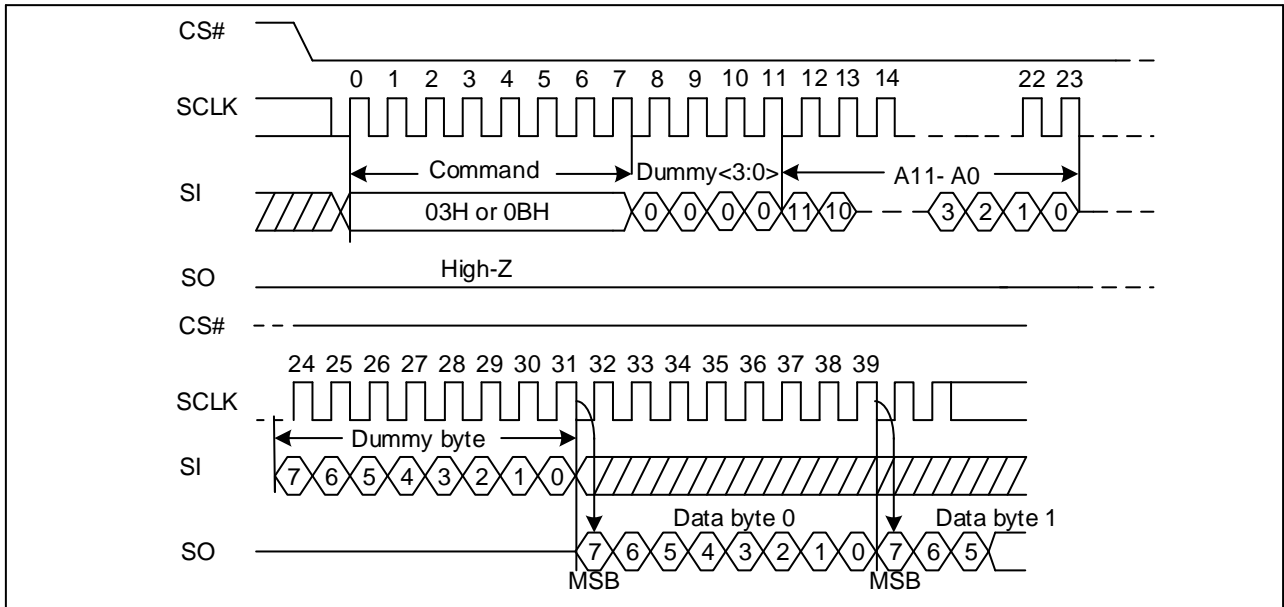 CS#
0 1 2 3 4 5 6 7 8 9 10 11 12 13 14 22 23
SCLK
Command Dummy<3:0> A11- A0
SI
03H or 0BH 0 0 0 0 11 10 3 2 1 0
High-Z
SO
CS#
24 25 26 27 28 29 30 31 32 33 34 35 36 37 38 39
SCLK
Dummy byte
SI
7 6 5 4 3 2 1 0
Data byte 0 Data byte 1
SO
7 6 5 4 3 2 1 0 7 6 5
MSB MSB